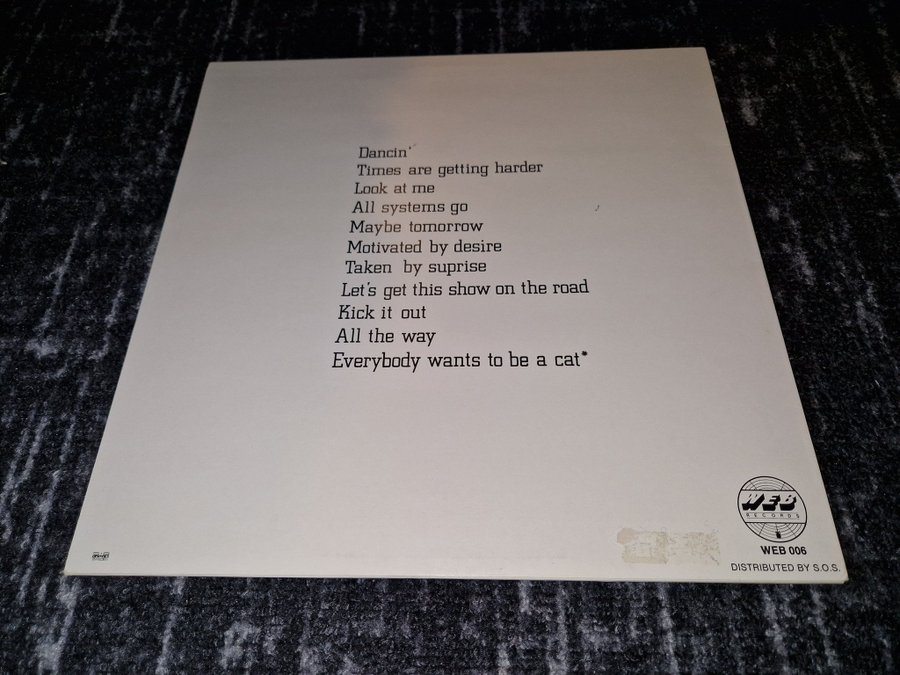 Dancin'
Times are getting harder
Look at me
All systems go
Maybe tomorrow
Motivated by desire
Taken by suprise
Let's get this show on the road
Kick it out
All the way
Everybody wants to be a cat*
WEB
RECORDS
WEB 006
DISTRIBUTED BY S.O.S.